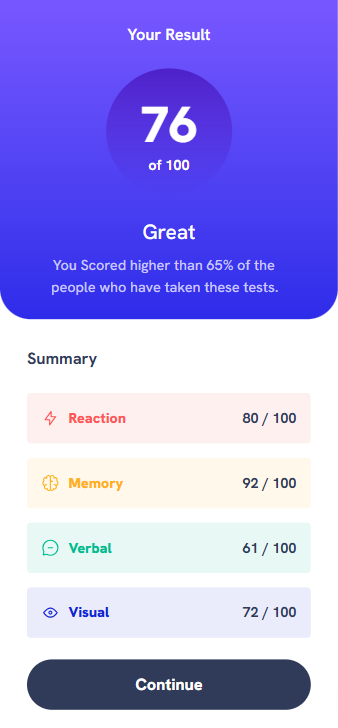 Your Result
76
of 100
Great
You Scored higher than 65% of the
people who have taken these tests.
Summary
Reaction 80 / 100
Memory 92 / 100
Verbal 61 / 100
Visual 72 / 100
Continue